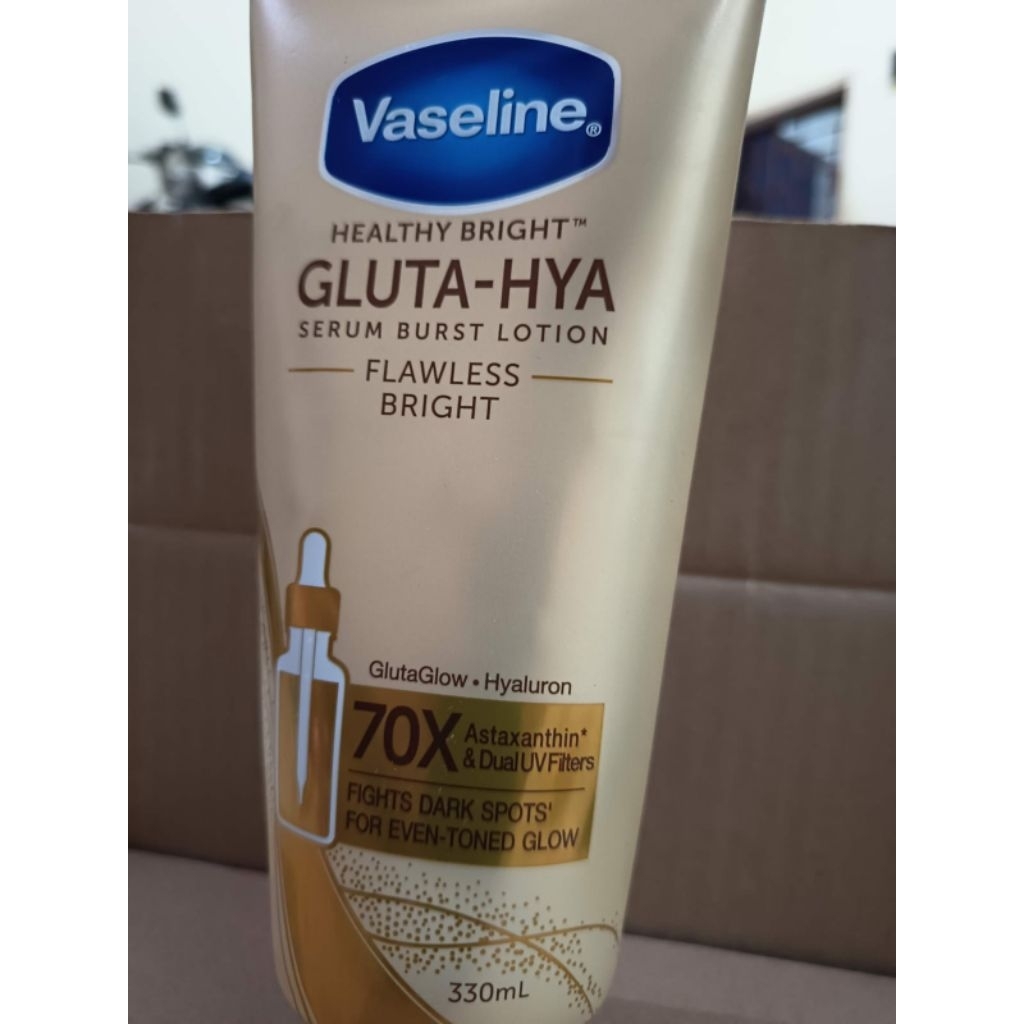 Vaseline®
HEALTHY BRIGHT™
GLUTA-HYA
SERUM BURST LOTION
FLAWLESS
BRIGHT
GlutaGlow • Hyaluron
70X Astaxanthin*
& Dual UV Filters
FIGHTS DARK SPOTS'
FOR EVEN-TONED GLOW
330mL